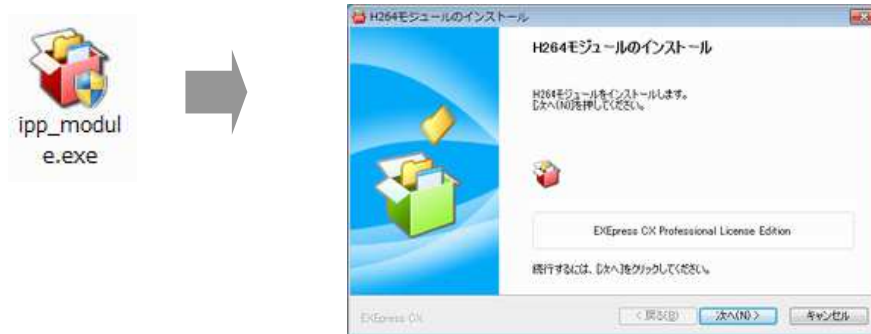 ipp_modul
e.exe
H264モジュールのインストール
H264モジュールのインストール
H264モジュールをインストールします。
[次へ(N)]を押してください。
EXEpress CX Professional License Edition
続行するには、[次へ]をクリックしてください。
EXEpress CX
< 戻る(B)
次へ(N) >
キャンセル